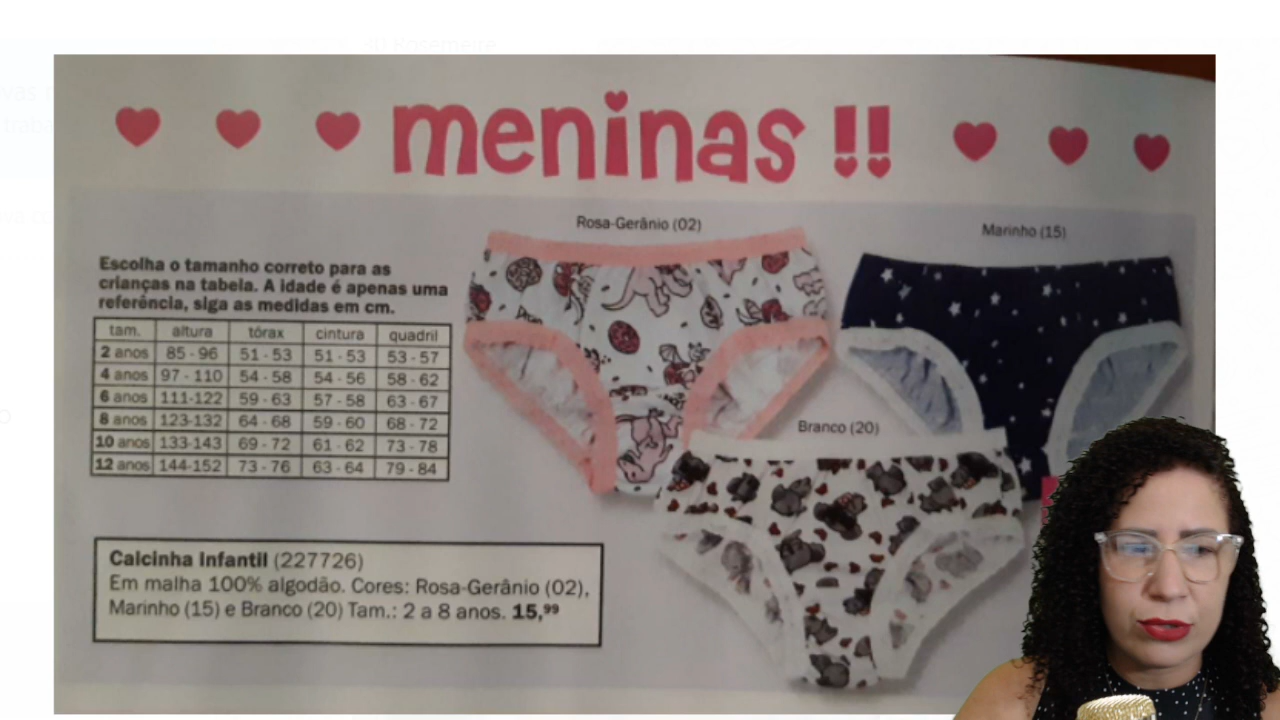 meninas !!
Rosa-Gerânio (02)
Marinho (15)
Escolha o tamanho correto para as
crianças na tabela. A idade é apenas uma
referência, siga as medidas em cm.
tam. altura tórax cintura quadril
2 anos 85 - 96 51 - 53 51 - 53 53 - 57
4 anos 97 - 110 54 - 58 54 - 56 58 - 62
6 anos 111-122 59 - 63 57 - 58 63 - 67
8 anos 123-132 64 - 68 59 - 60 68 - 72
10 anos 133-143 69 - 72 61 - 62 73 - 78
12 anos 144-152 73 - 76 63 - 64 79 - 84
Branco (20)
Calcinha Infantil (227726)
Em malha 100% algodão. Cores: Rosa-Gerânio (02),
Marinho (15) e Branco (20) Tam.: 2 a 8 anos. 15,99